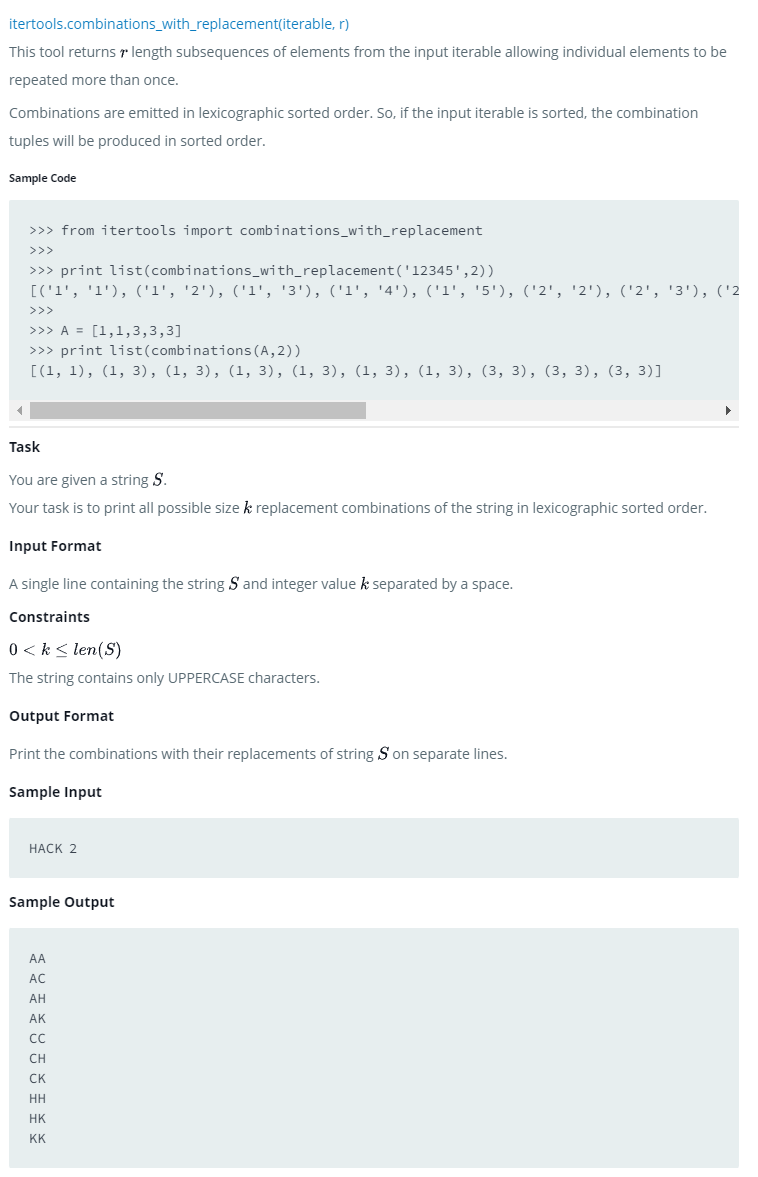 itertools.combinations_with_replacement(iterable, r)
This tool returns r length subsequences of elements from the input iterable allowing individual elements to be
repeated more than once.
Combinations are emitted in lexicographic sorted order. So, if the input iterable is sorted, the combination
tuples will be produced in sorted order.
Sample Code
>>> from itertools import combinations_with_replacement
>>>
>>> print list(combinations_with_replacement('12345',2))
[('1', '1'), ('1', '2'), ('1', '3'), ('1', '4'), ('1', '5'), ('2', '2'), ('2', '3'), ('2
>>>
>>> A = [1,1,3,3,3]
>>> print list(combinations(A,2))
[(1, 1), (1, 3), (1, 3), (1, 3), (1, 3), (1, 3), (1, 3), (3, 3), (3, 3), (3, 3)]
Task
You are given a string S.
Your task is to print all possible size k replacement combinations of the string in lexicographic sorted order.
Input Format
A single line containing the string S and integer value k separated by a space.
Constraints
0 < k ≤ len(S)
The string contains only UPPERCASE characters.
Output Format
Print the combinations with their replacements of string S on separate lines.
Sample Input
HACK 2
Sample Output
AA
AC
AH
AK
CC
CH
CK
HH
HK
KK